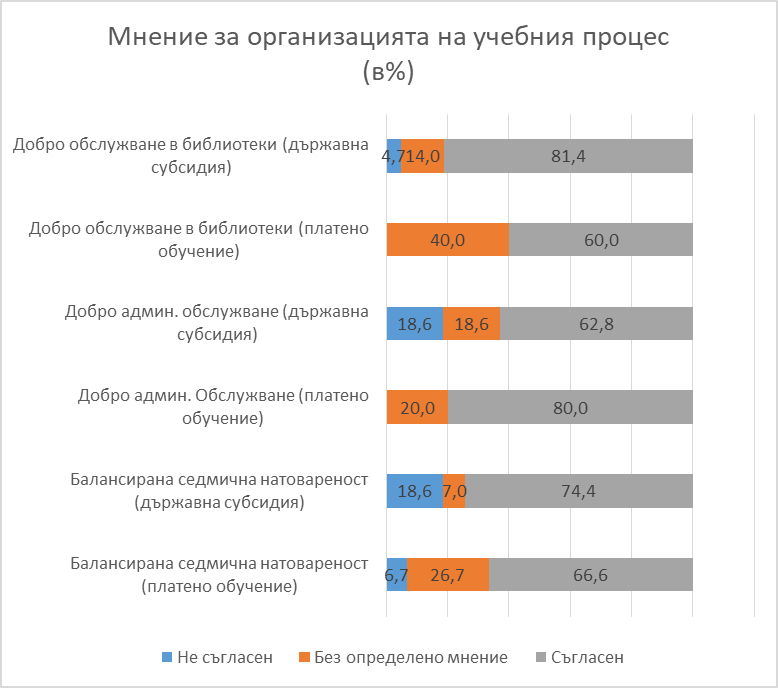 Мнение за организацията на учебния процес
(в%)
Добро обслужване в библиотеки (държавна
субсидия)
4,7 14,0 81,4
Добро обслужване в библиотеки (платено
обучение)
40,0 60,0
Добро админ. обслужване (държавна
субсидия)
18,6 18,6 62,8
Добро админ. Обслужване (платено
обучение)
20,0 80,0
Балансирана седмична натовареност
(държавна субсидия)
18,6 7,0 74,4
Балансирана седмична натовареност
(платено обучение)
6,7 26,7 66,6
Не съгласен Без определено мнение Съгласен